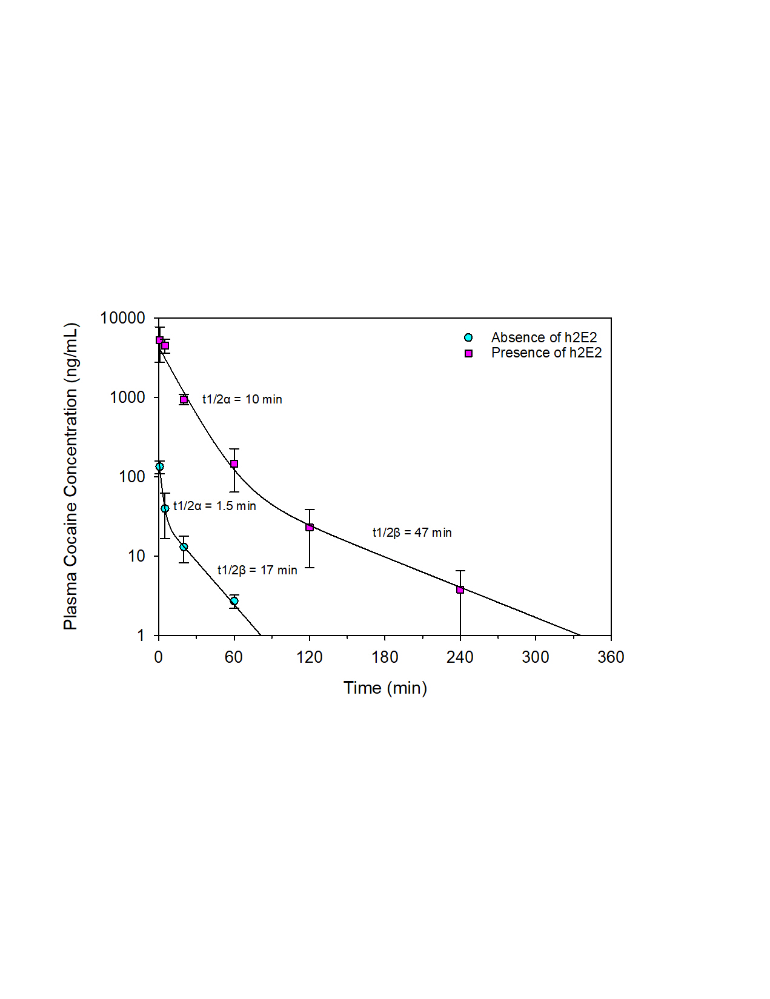 Plasma Cocaine Concentration (ng/mL)
10000
1000
100
10
1
Absence of h2E2
Presence of h2E2
t1/2α = 10 min
t1/2α = 1.5 min
t1/2β = 47 min
t1/2β = 17 min
0 60 120 180 240 300 360
Time (min)